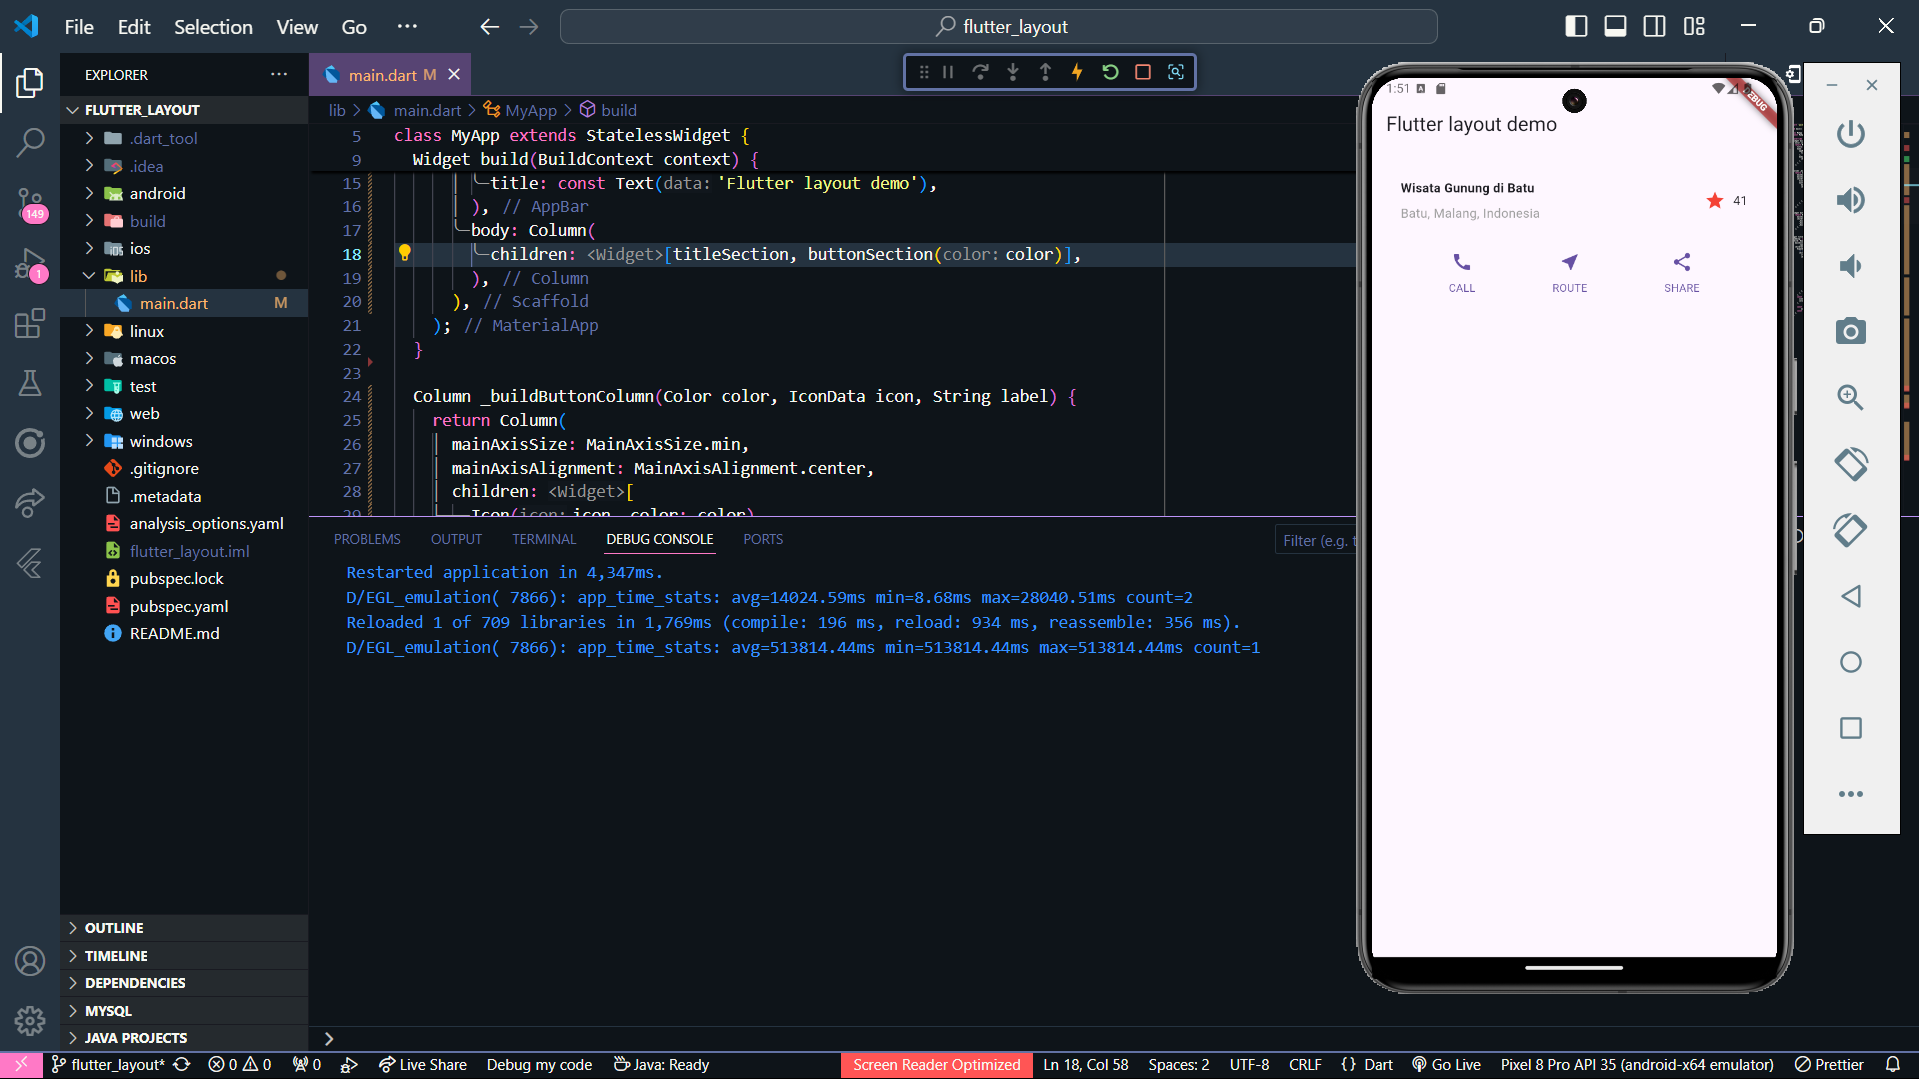 File Edit Selection View Go ···
flutter_layout
EXPLORER
FLUTTER_LAYOUT
.dart_tool
.idea
android
build
ios
lib
main.dart M
linux
macos
test
web
windows
.gitignore
.metadata
analysis_options.yaml
flutter_layout.iml
pubspec.lock
pubspec.yaml
README.md
OUTLINE
TIMELINE
DEPENDENCIES
MYSQL
JAVA PROJECTS
149
1
main.dart M
lib > main.dart > MyApp > build
5 class MyApp extends StatelessWidget {
9 Widget build(BuildContext context) {
15 title: const Text(data: 'Flutter layout demo'),
16 ), // AppBar
17 body: Column(
18 children: <Widget>[titleSection, buttonSection(color: color)],
19 ), // Column
20 ), // Scaffold
21 ); // MaterialApp
22 }
23
24 Column _buildButtonColumn(Color color, IconData icon, String label) {
25 return Column(
26 mainAxisSize: MainAxisSize.min,
27 mainAxisAlignment: MainAxisAlignment.center,
28 children: <Widget>[
29 Icon(icon: icon, color: color)
PROBLEMS OUTPUT TERMINAL DEBUG CONSOLE PORTS
Filter (e.g. t
Restarted application in 4,347ms.
D/EGL_emulation( 7866): app_time_stats: avg=14024.59ms min=8.68ms max=28040.51ms count=2
Reloaded 1 of 709 libraries in 1,769ms (compile: 196 ms, reload: 934 ms, reassemble: 356 ms).
D/EGL_emulation( 7866): app_time_stats: avg=513814.44ms min=513814.44ms max=513814.44ms count=1
1:51
Flutter layout demo
Wisata Gunung di Batu
Batu, Malang, Indonesia
41
CALL ROUTE SHARE
flutter_layout* 0 0 0 Live Share Debug my code Java: Ready Screen Reader Optimized Ln 18, Col 58 Spaces: 2 UTF-8 CRLF {} Dart Go Live Pixel 8 Pro API 35 (android-x64 emulator) Prettier